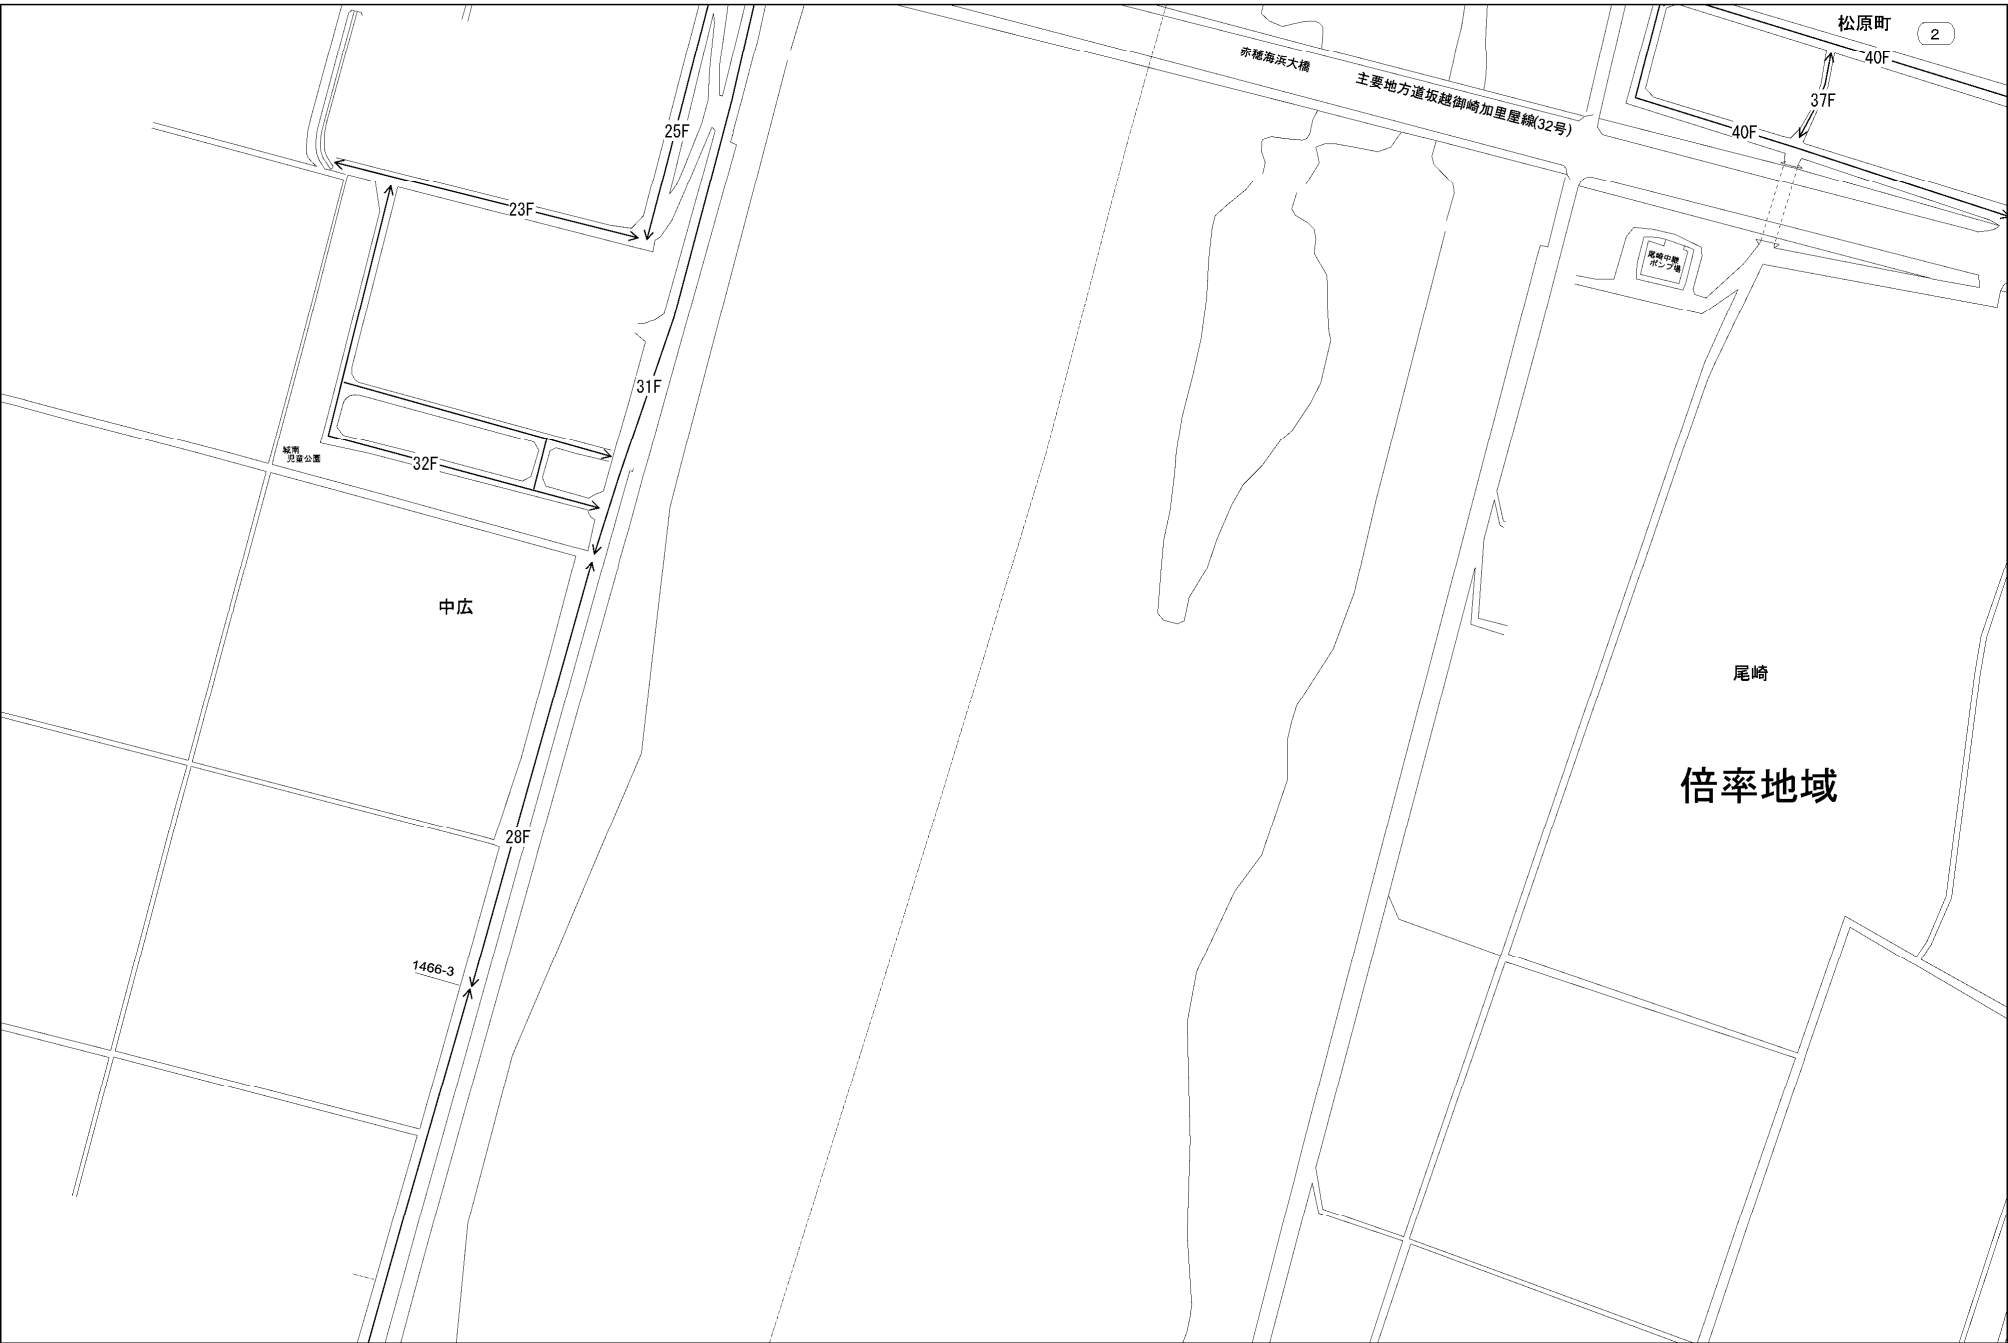 松原町
2
40F
赤穂海浜大橋
主要地方道坂越御崎加里屋線(32号)
37F
25F
40F
23F
尾崎中継
ポンプ場
31F
城南
児童公園
32F
中広
尾崎
倍率地域
28F
1466-3